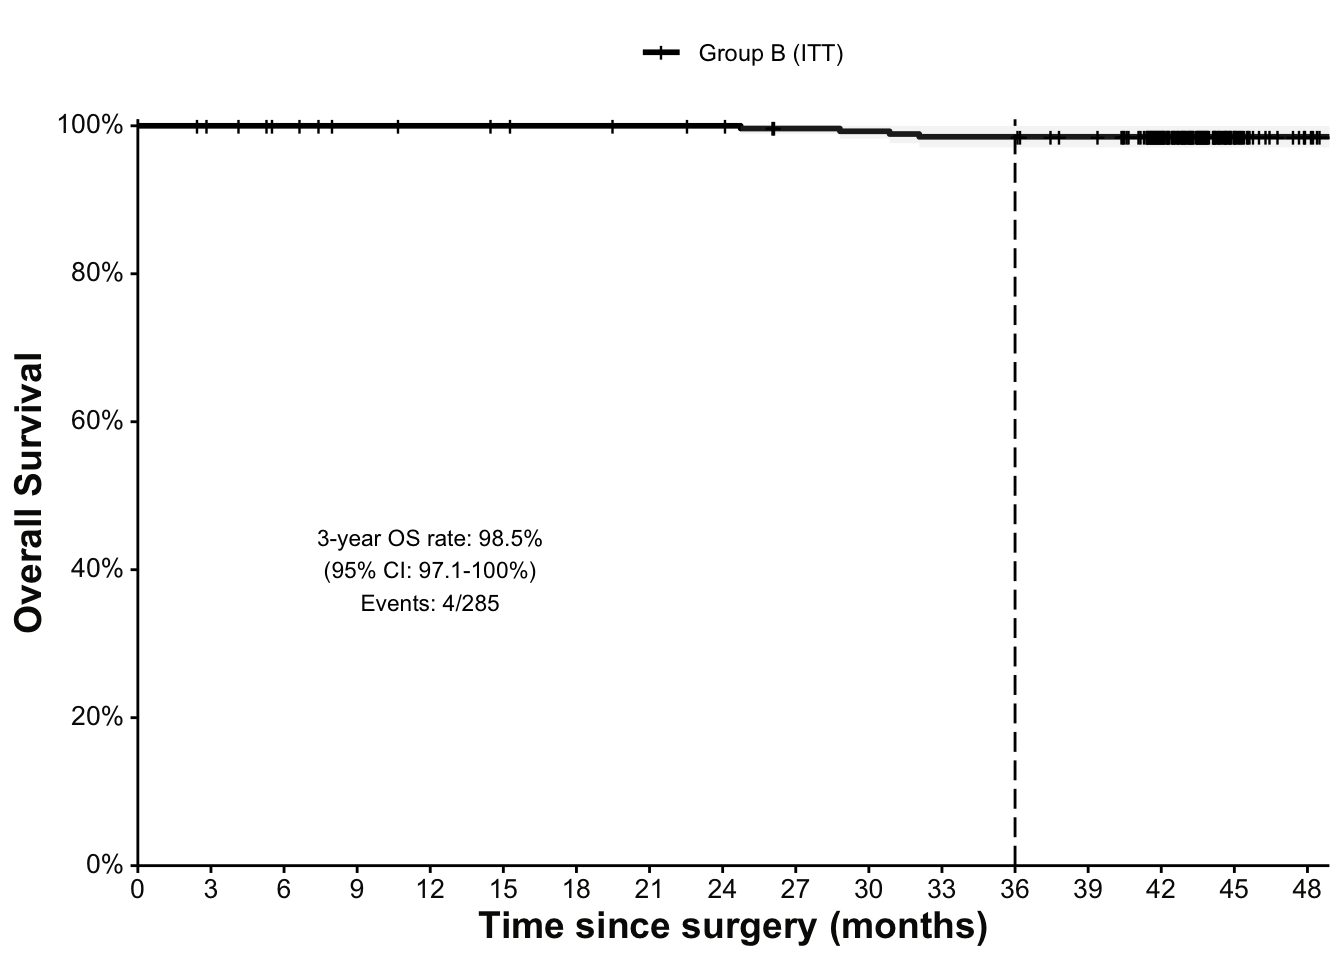 Group B (ITT)
100%
80%
60%
40%
20%
0%
Overall Survival
3-year OS rate: 98.5%
(95% CI: 97.1-100%)
Events: 4/285
0 3 6 9 12 15 18 21 24 27 30 33 36 39 42 45 48
Time since surgery (months)